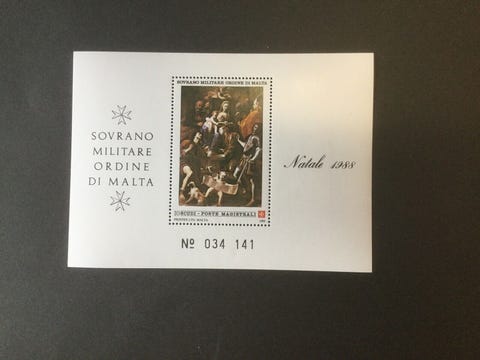 SOVRANO
MILITARE
ORDINE
DI MALTA
SOVRANO MILITARE ORDINE DI MALTA
SCUDI - POSTE MAGISTRALI
Natale 1988
Nº 034 141